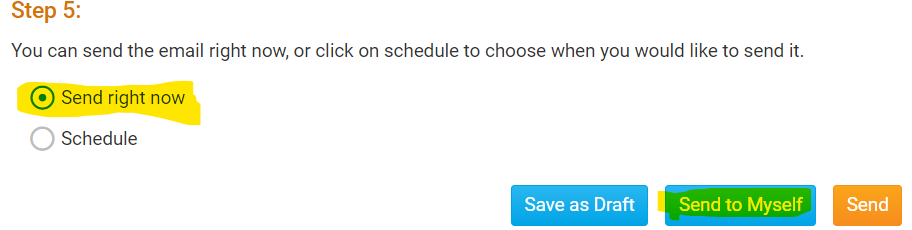 Step 5:
You can send the email right now, or click on schedule to choose when you would like to send it.
Send right now
Schedule
Save as Draft Send to Myself Send